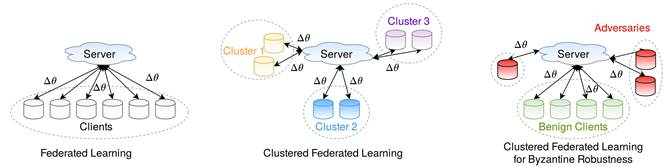 Server
Δθ
Δθ
Δθ
Clients
Federated Learning
Cluster 3
Cluster 1
Δθ
Server
Δθ
Δθ
Δθ
Δθ
Δθ
Cluster 2
Clustered Federated Learning
Adversaries
Δθ
Server
Δθ
Δθ
Δθ
Δθ
Benign Clients
Clustered Federated Learning
for Byzantine Robustness